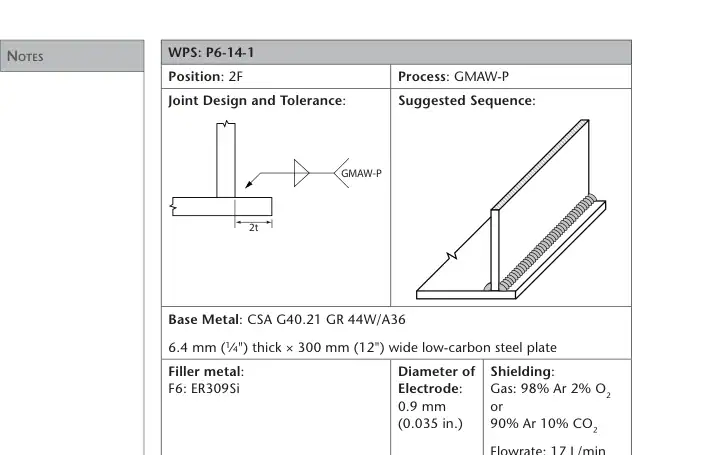 NOTES
WPS: P6-14-1
Position: 2F
Process: GMAW-P
Joint Design and Tolerance:
Suggested Sequence:
GMAW-P
2t
Base Metal: CSA G40.21 GR 44W/A36
6.4 mm (¼") thick × 300 mm (12") wide low-carbon steel plate
Filler metal:
F6: ER309Si
Diameter of
Electrode:
0.9 mm
(0.035 in.)
Shielding:
Gas: 98% Ar 2% O₂
or
90% Ar 10% CO₂
Flowrate: 17 L/min